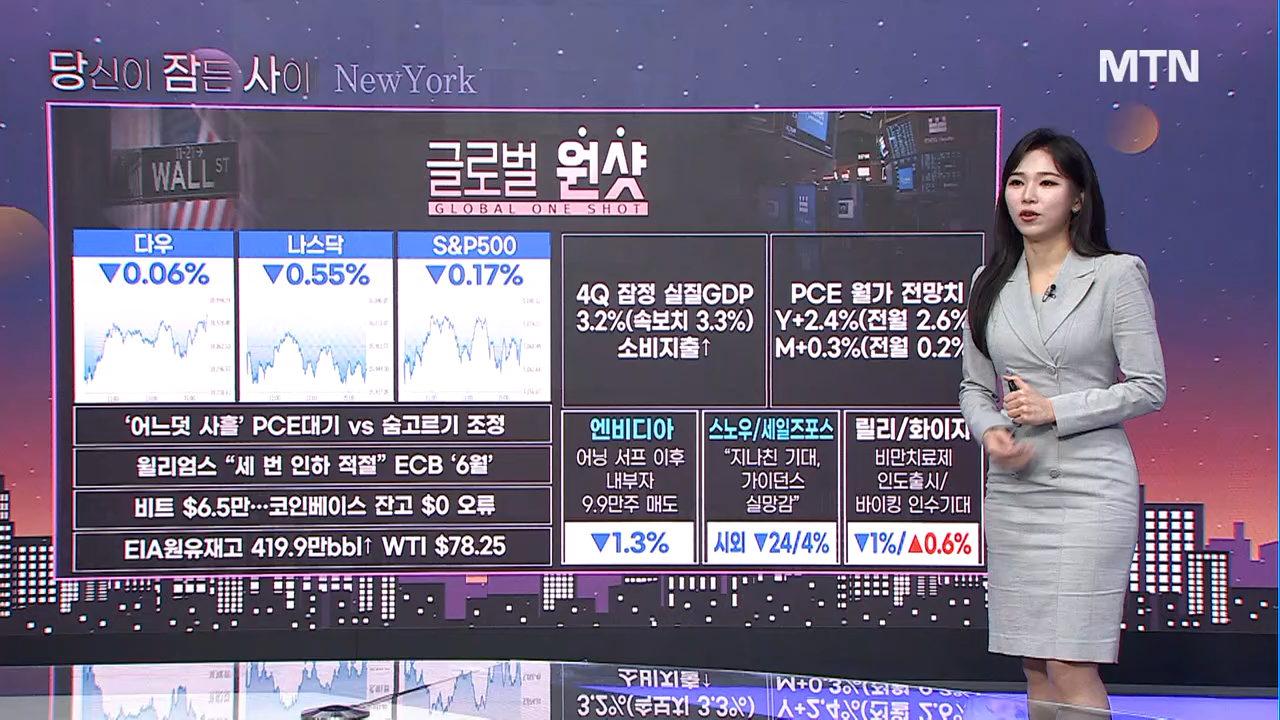 당신이 잠든 사이 NewYork
MTN
WALL ST
글로벌 원샷
GLOBAL ONE SHOT
다우
▼0.06%
나스닥
▼0.55%
S&P500
▼0.17%
4Q 잠정 실질GDP
3.2%(속보치 3.3%)
소비지출↑
PCE 월가 전망치
Y+2.4%(전월 2.6%
M+0.3%(전월 0.2%
'어느덧 사흘' PCE대기 vs 숨고르기 조정
윌리엄스 “세 번 인하 적절” ECB ‘6월’
비트 $6.5만…코인베이스 잔고 $0 오류
EIA원유재고 419.9만bbl↑ WTI $78.25
엔비디아
어닝 서프 이후
내부자
9.9만주 매도
▼1.3%
스노우/세일즈포스
“지나친 기대,
가이던스
실망감”
시외 ▼24/4%
릴리/화이자
비만치료제
인도출시/
바이킹 인수기대
▼1%/▲0.6%